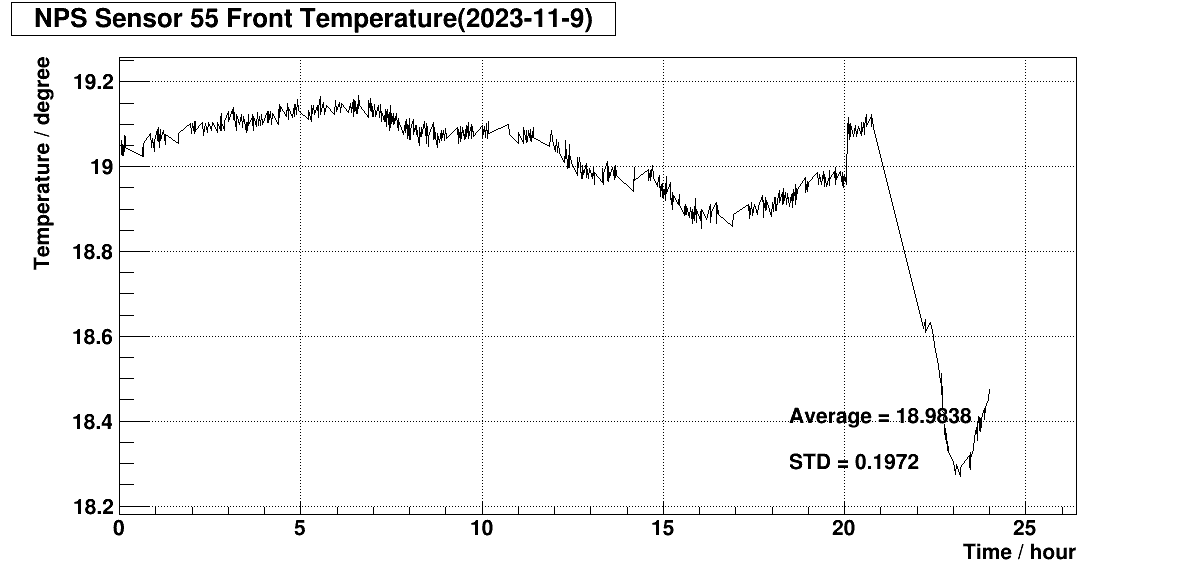 NPS Sensor 55 Front Temperature(2023-11-9)
Temperature / degree
19.2
19
18.8
18.6
18.4
18.2
Average = 18.9838
STD = 0.1972
0 5 10 15 20 25
Time / hour